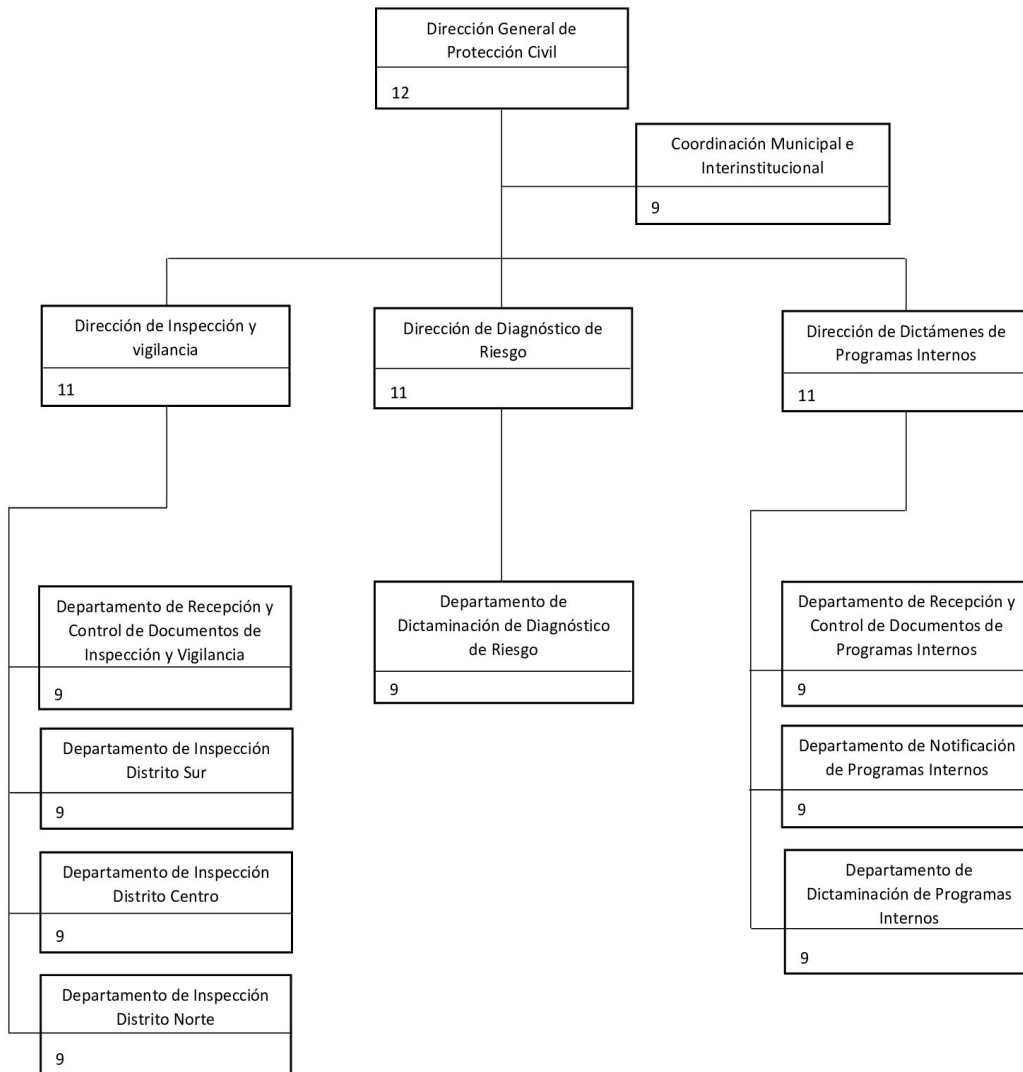 Dirección General de
Protección Civil
12
Coordinación Municipal e
Interinstitucional
9
Dirección de Inspección y
vigilancia
11
Dirección de Diagnóstico de
Riesgo
11
Dirección de Dictámenes de
Programas Internos
11
Departamento de Recepción y
Control de Documentos de
Inspección y Vigilancia
9
Departamento de Inspección
Distrito Sur
9
Departamento de Inspección
Distrito Centro
9
Departamento de Inspección
Distrito Norte
9
Departamento de
Dictaminación de Diagnóstico
de Riesgo
9
Departamento de Recepción y
Control de Documentos de
Programas Internos
9
Departamento de Notificación
de Programas Internos
9
Departamento de
Dictaminación de Programas
Internos
9